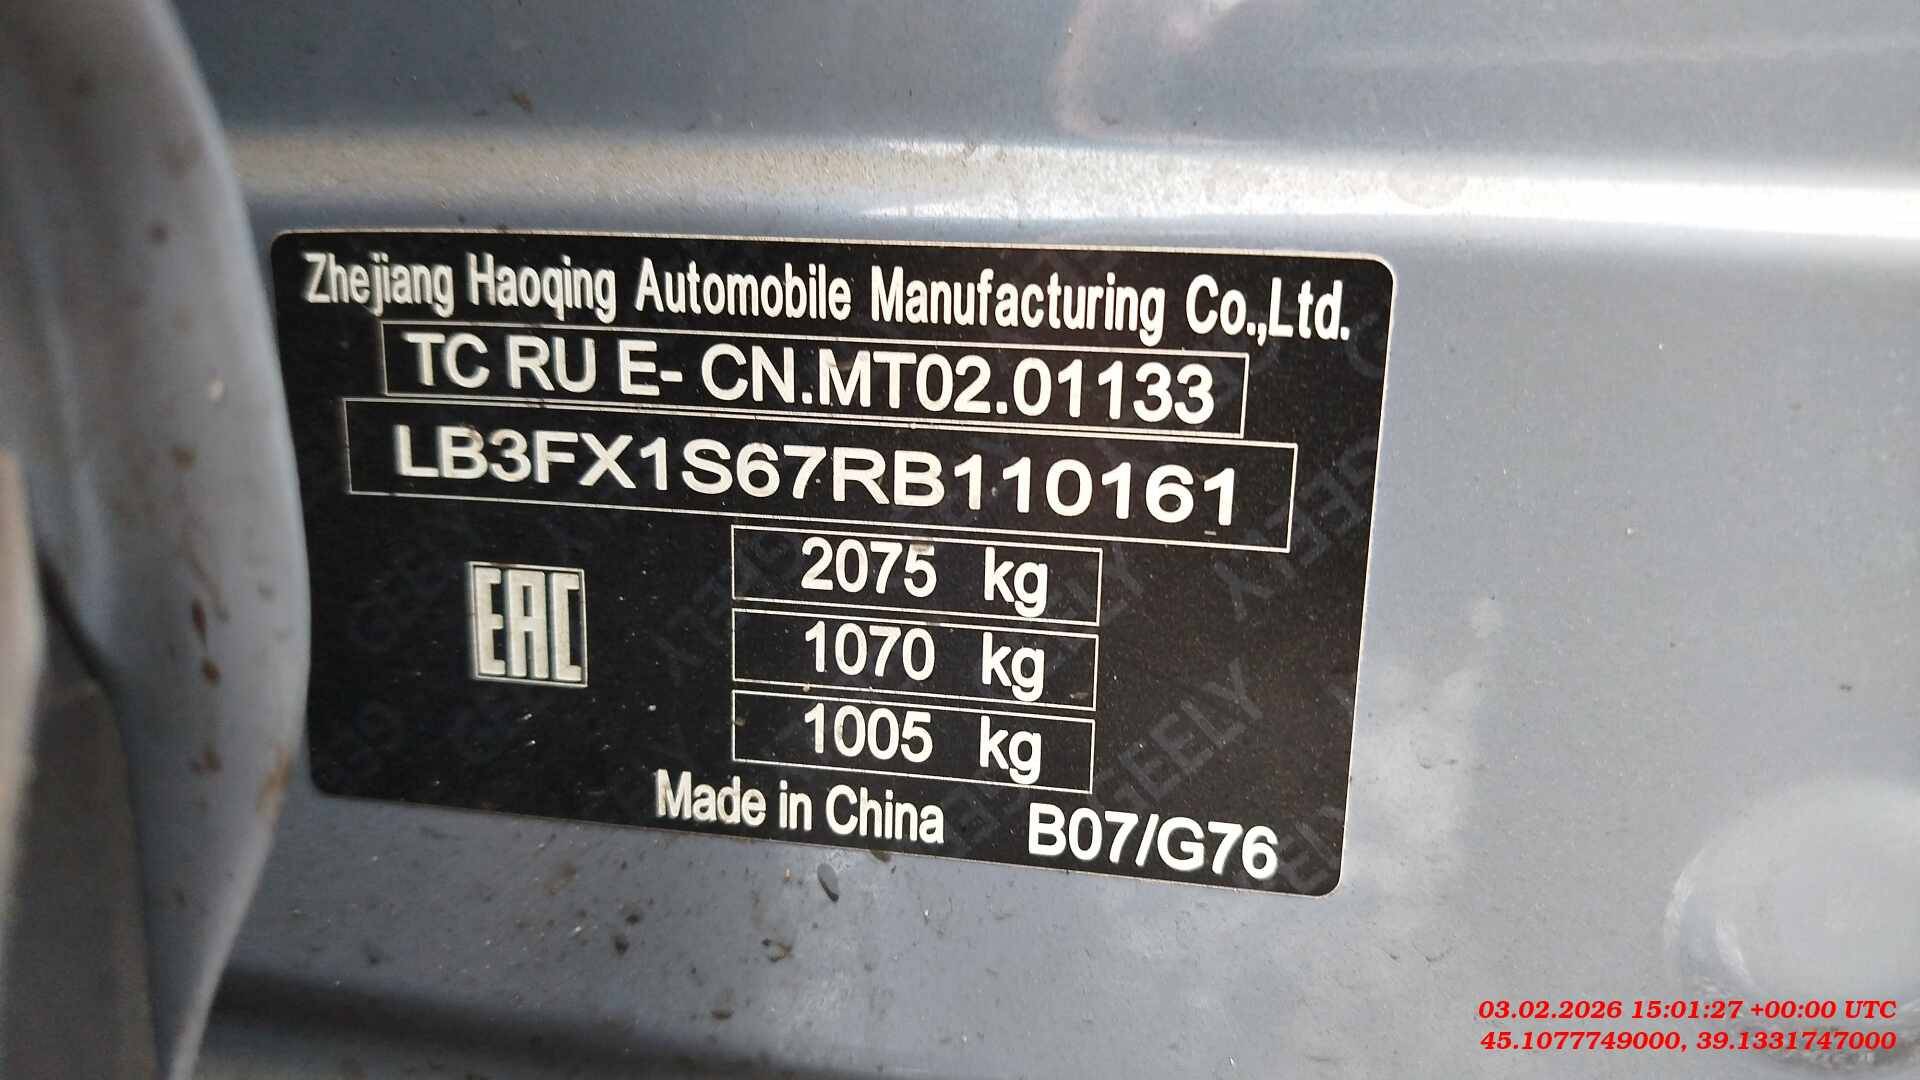 Zhejiang Haoqing Automobile Manufacturing Co.,Ltd.
TC RU E- CN.MT02.01133
LB3FX1S67RB110161
2075 kg
EAC
1070 kg
1005 kg
Made in China B07/G76
03.02.2026 15:01:27 +00:00 UTC
45.1077749000, 39.1331747000